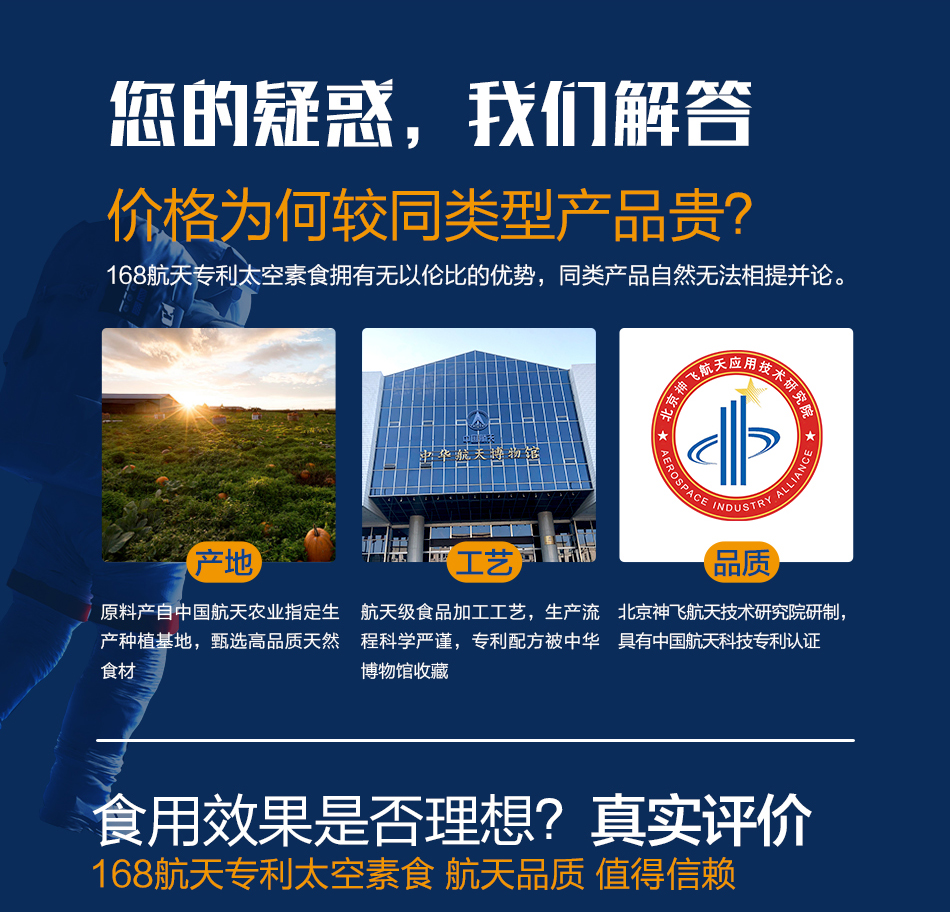 您的疑惑，我们解答
价格为何较同类型产品贵？
168航天专利太空素食拥有无以伦比的优势，同类产品自然无法相提并论。
中国航天
中华航天博物馆
北京神飞航天应用技术研究院
AEROSPACE INDUSTRY ALLIANCE
产地
工艺
品质
原料产自中国航天农业指定生
产种植基地，甄选高品质天然
食材
航天级食品加工工艺，生产流
程科学严谨，专利配方被中华
博物馆收藏
北京神飞航天技术研究院研制，
具有中国航天科技专利认证
食用效果是否理想？真实评价
168航天专利太空素食 航天品质 值得信赖